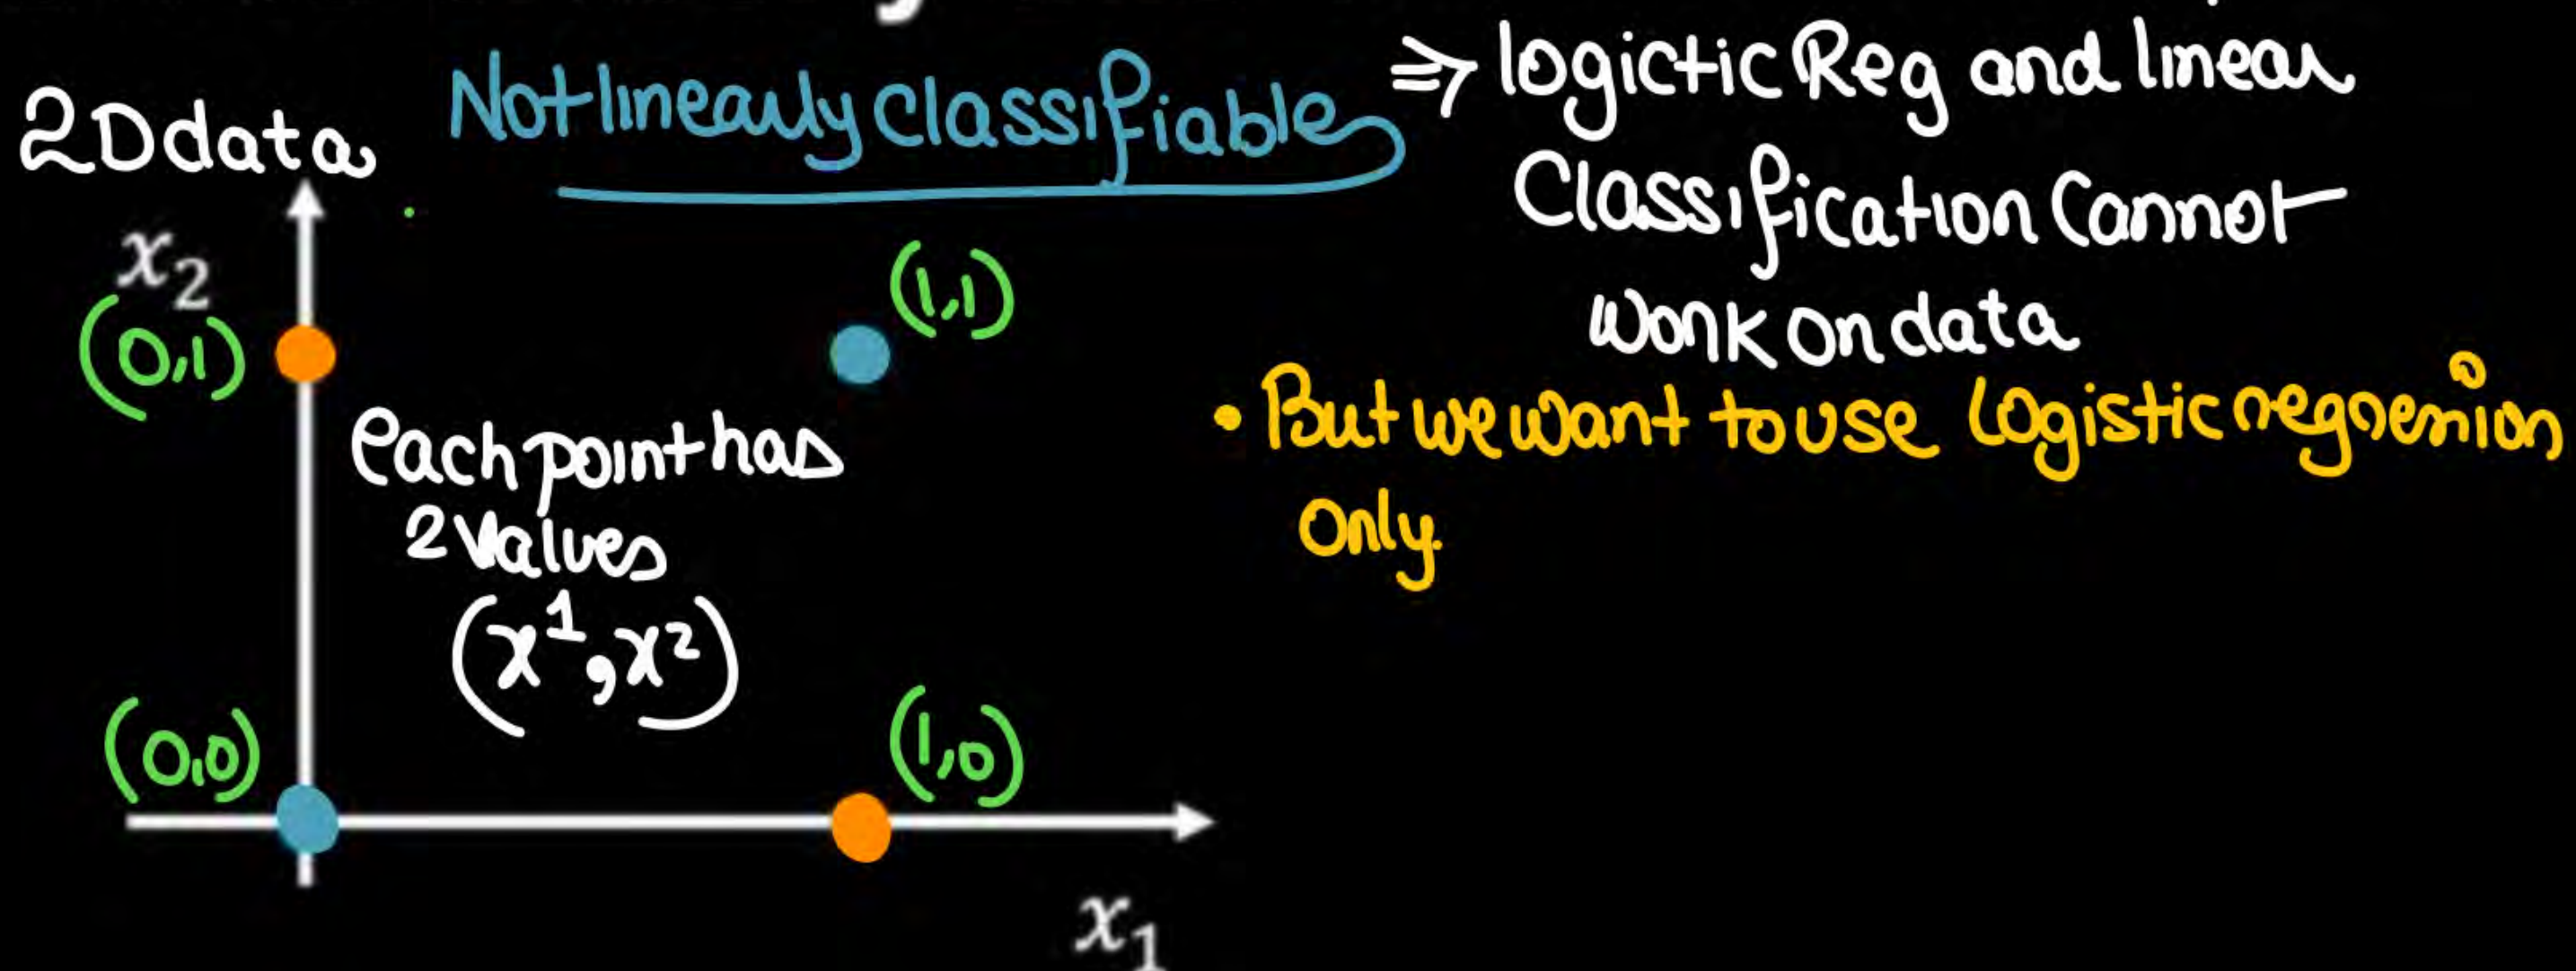 2D data
Not linearly classifiable
⇒ logictic Reg and linear
Classification Cannot
work on data
• But we want to use logistic regression
only.
x₂
(0,1)
(1,1)
each point has
2 values
(x¹, x²)
(0,0)
(1,0)
x₁